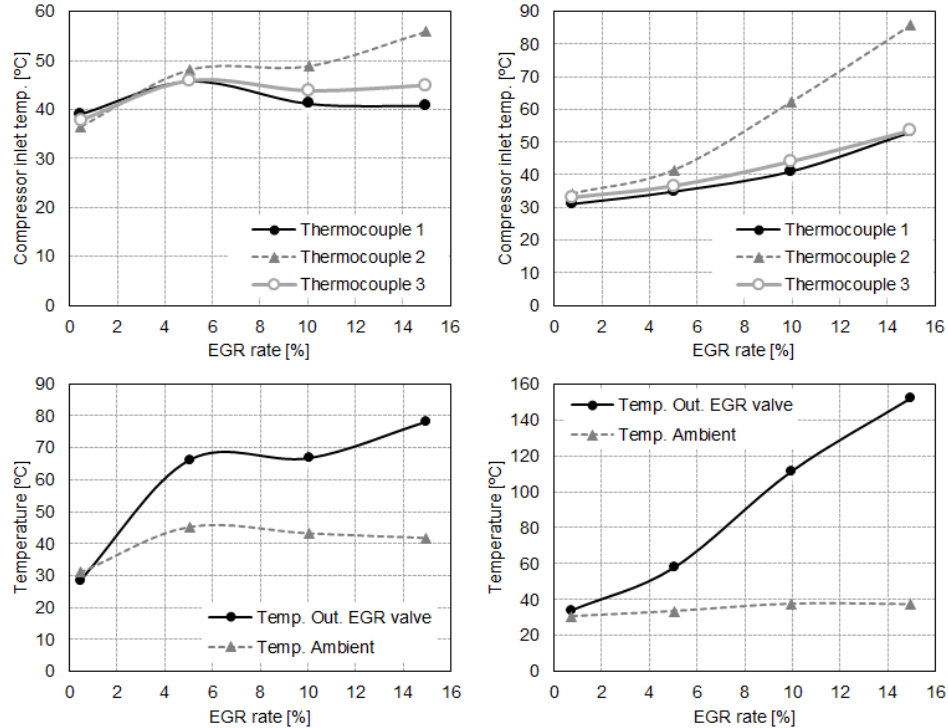 Compressor inlet temp. [ºC]
60
50
40
30
20
10
0
Thermocouple 1
Thermocouple 2
Thermocouple 3
0 2 4 6 8 10 12 14 16
EGR rate [%]
Compressor inlet temp. [ºC]
90
80
70
60
50
40
30
20
10
0
Thermocouple 1
Thermocouple 2
Thermocouple 3
0 2 4 6 8 10 12 14 16
EGR rate [%]
Temperature [ºC]
90
80
70
60
50
40
30
20
10
0
Temp. Out. EGR valve
Temp. Ambient
0 2 4 6 8 10 12 14 16
EGR rate [%]
Temperature [ºC]
160
140
120
100
80
60
40
20
0
Temp. Out. EGR valve
Temp. Ambient
0 2 4 6 8 10 12 14 16
EGR rate [%]